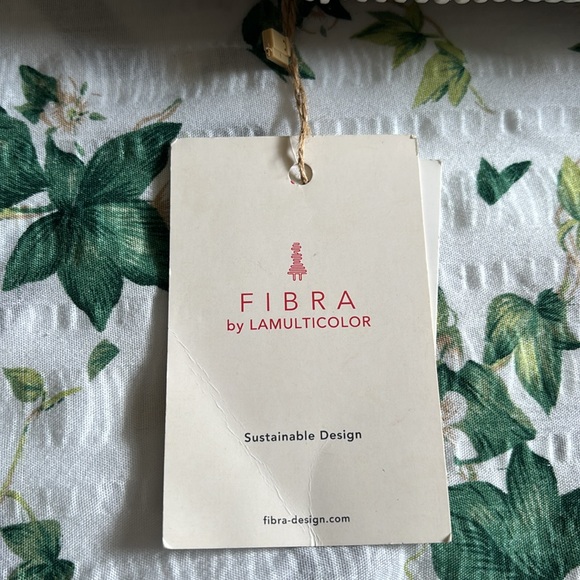 FIBRA
by LAMULTICOLOR
Sustainable Design
fibra-design.com